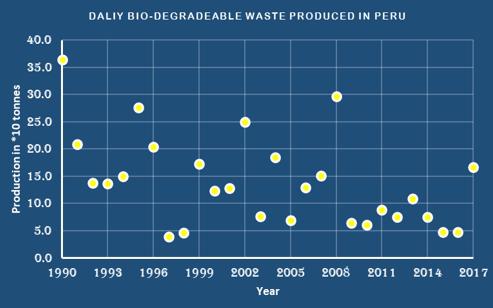 DALIY BIO-DEGRADEABLE WASTE PRODUCED IN PERU
Production in *10 tonnes
40.0
35.0
30.0
25.0
20.0
15.0
10.0
5.0
0.0
1990 1993 1996 1999 2002 2005 2008 2011 2014 2017
Year